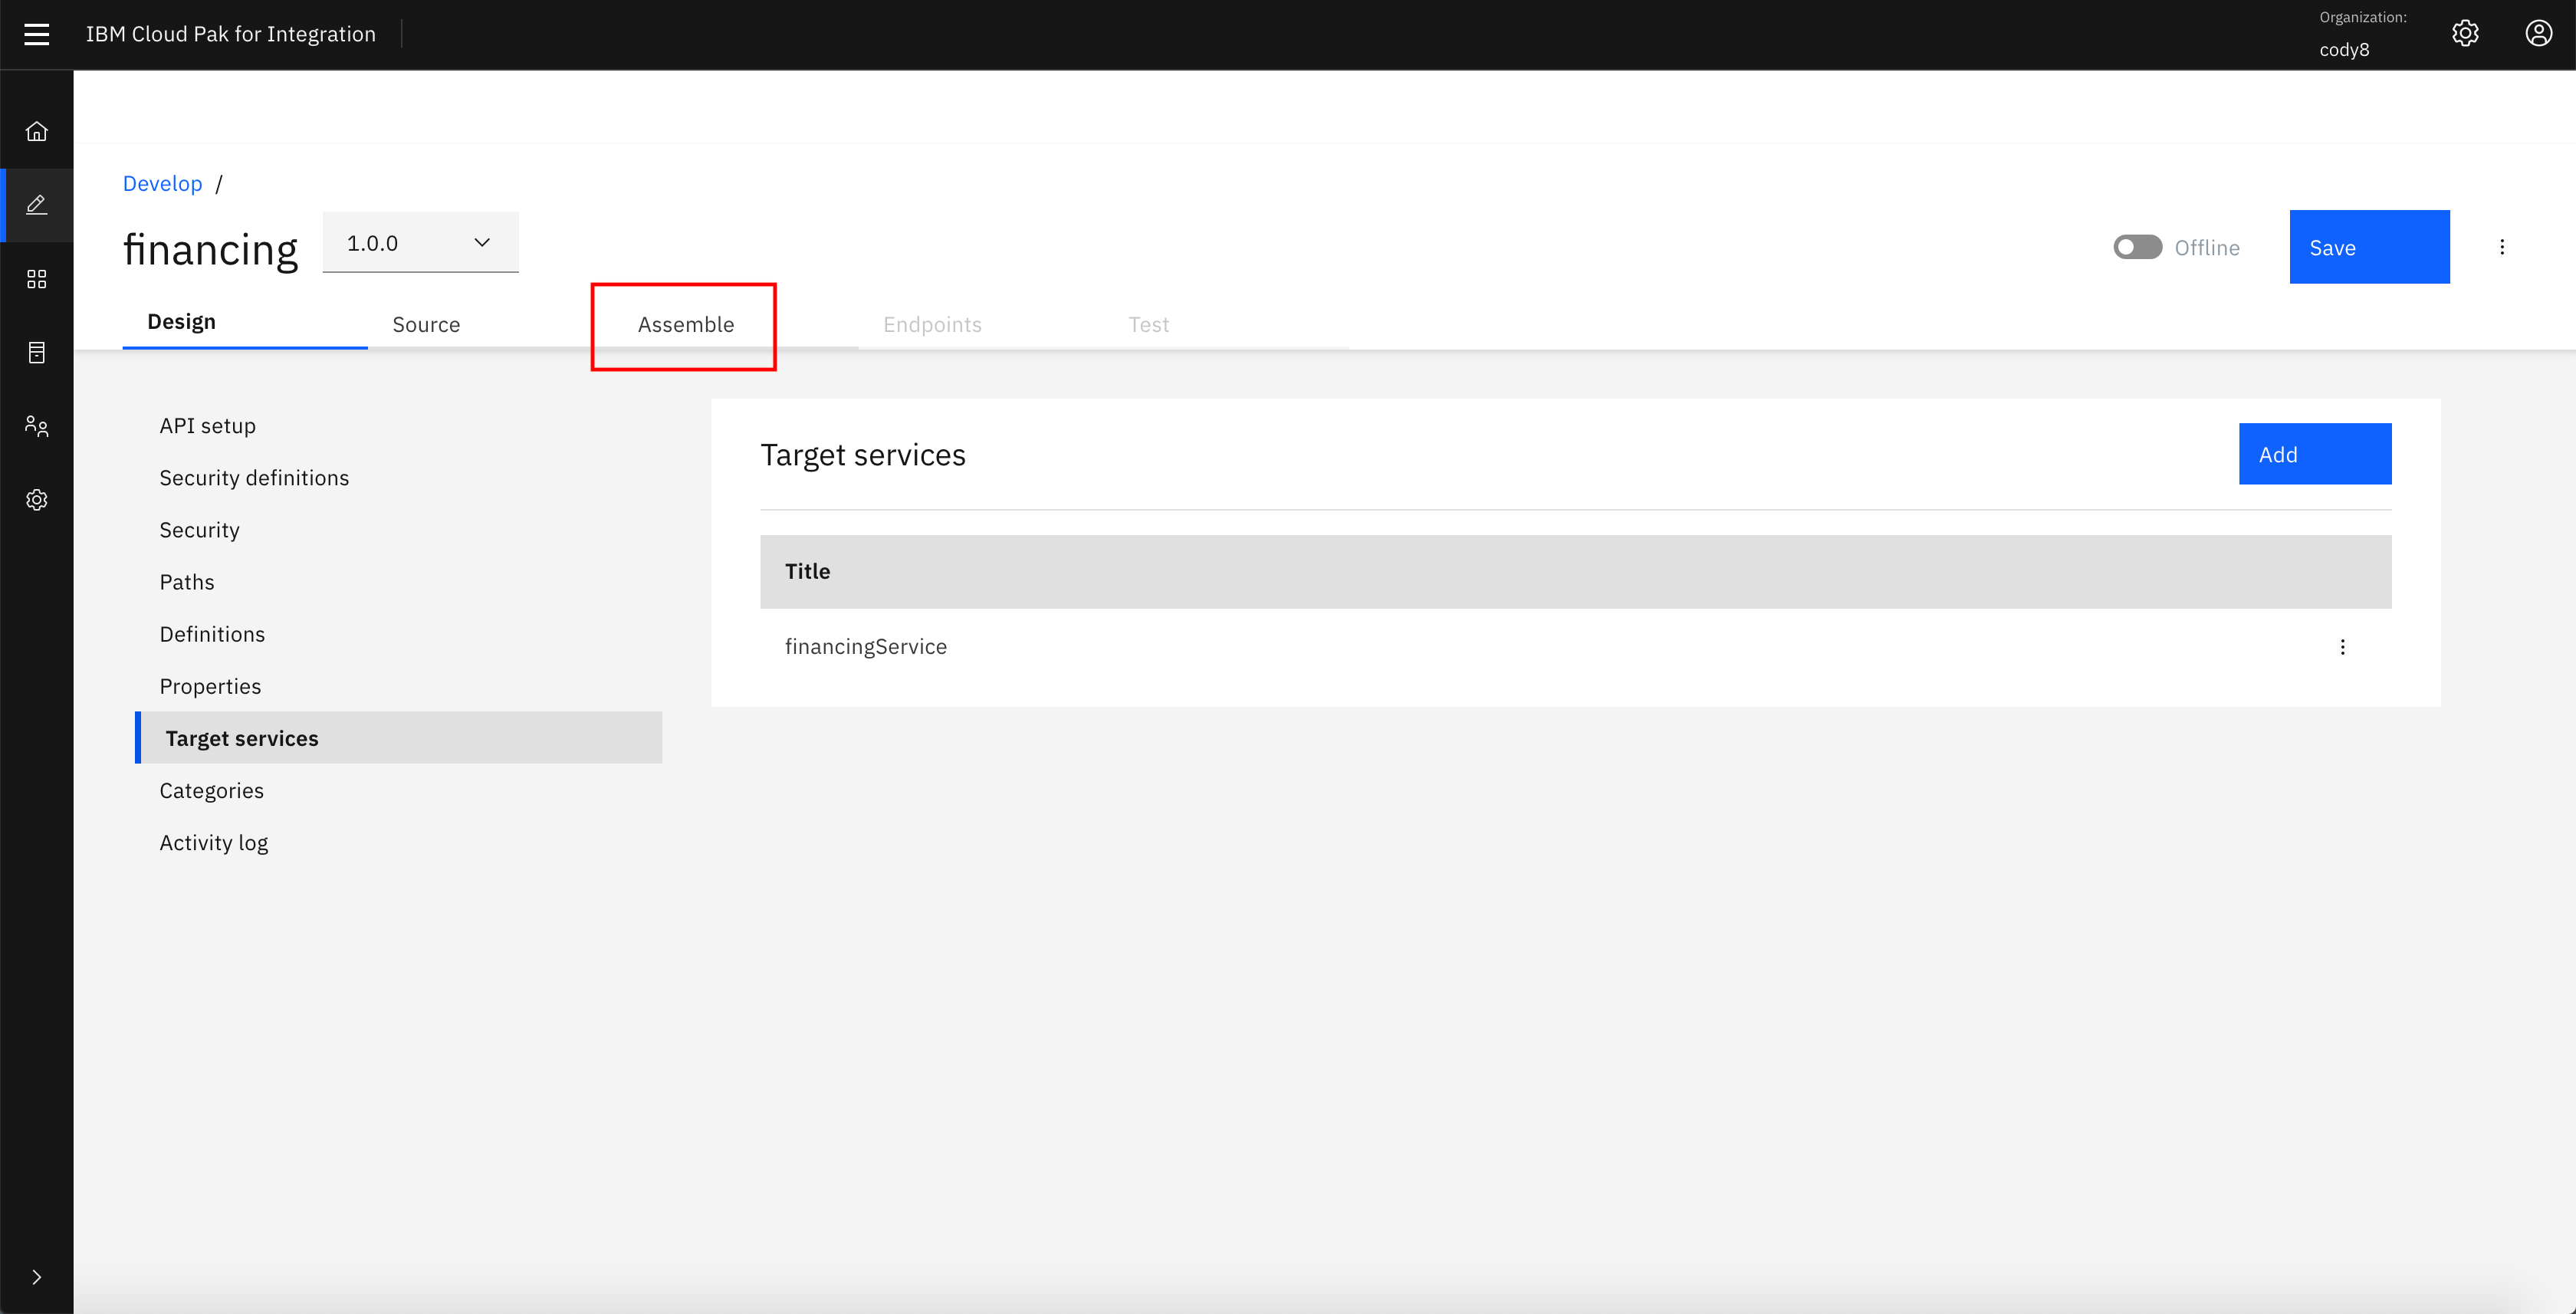 IBM Cloud Pak for Integration
Organization:
cody8
Develop /
financing
1.0.0
Offline
Save
Design
Source
Assemble
Endpoints
Test
API setup
Security definitions
Security
Paths
Definitions
Properties
Target services
Categories
Activity log
Target services
Add
Title
financingService